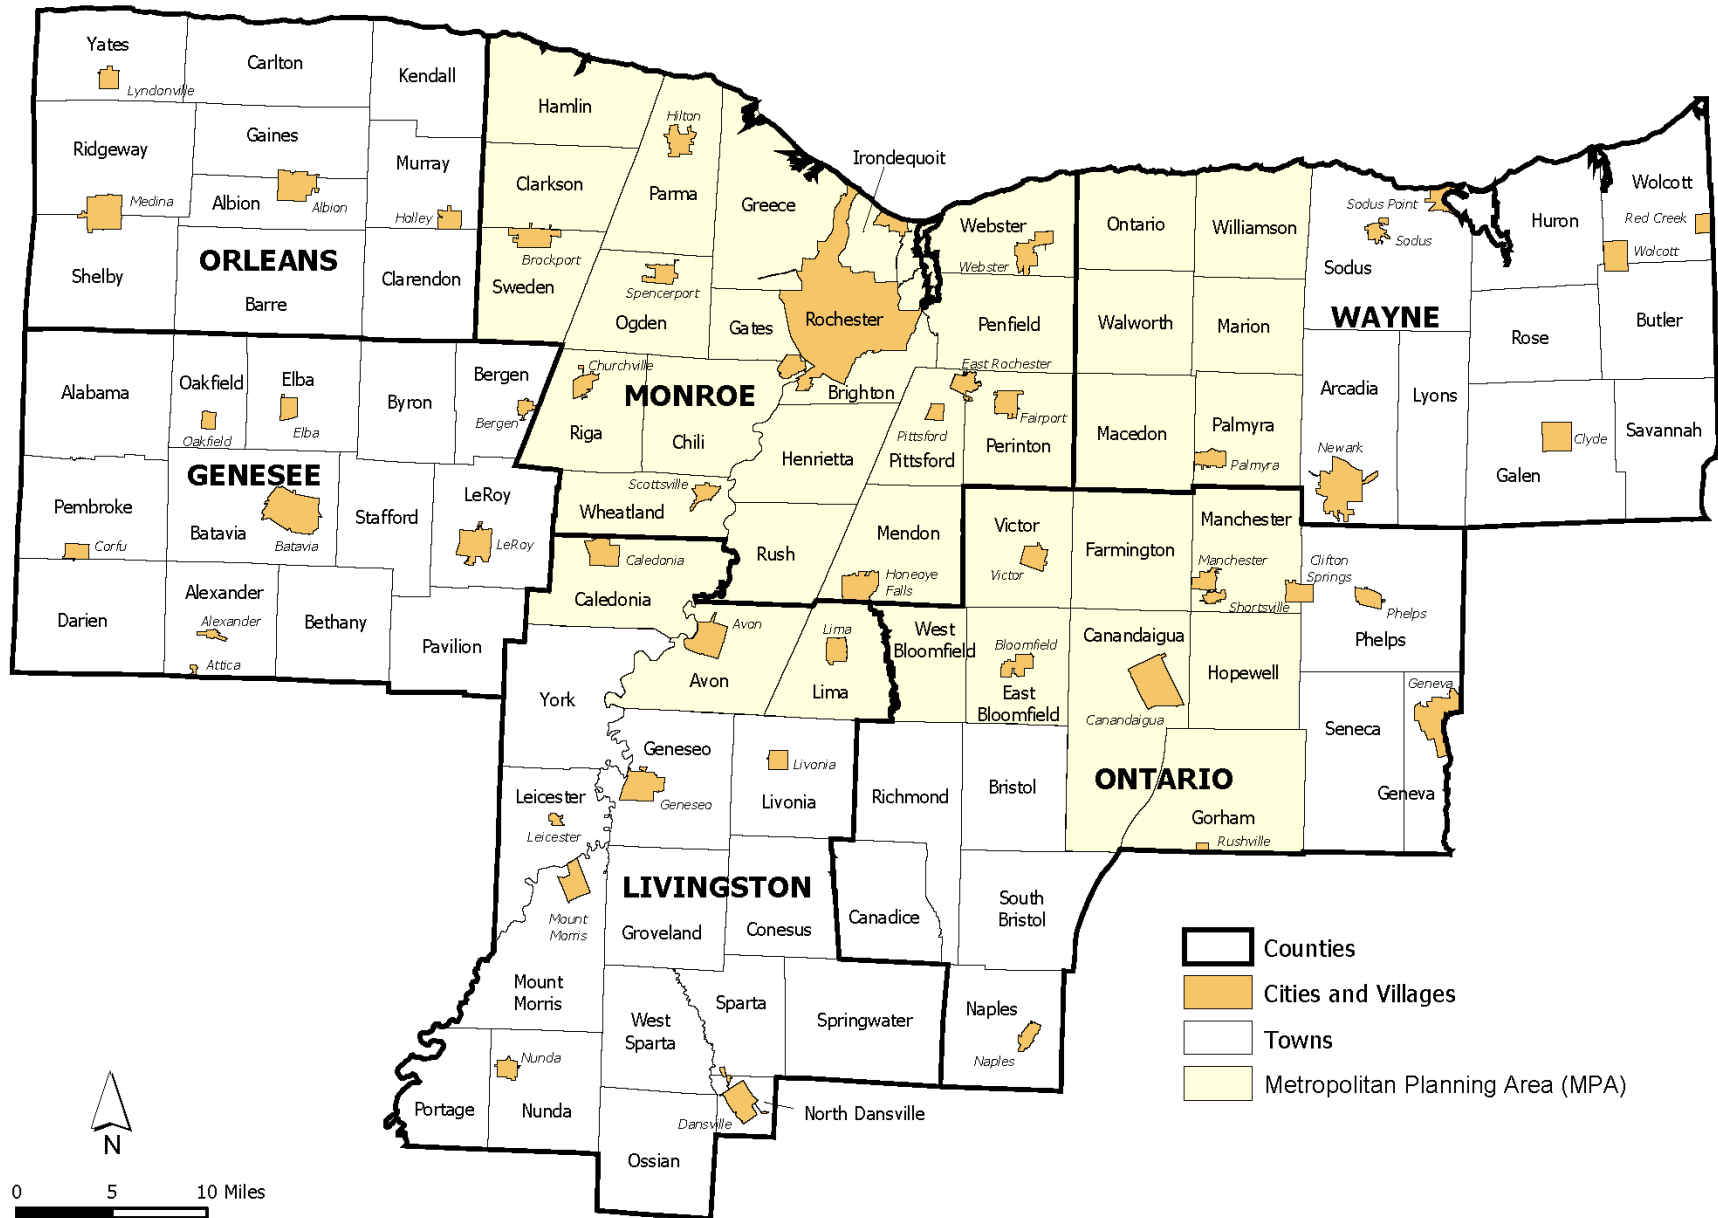 Yates
Lyndonville
Carlton
Kendall
Ridgeway
Medina
Gaines
Albion
Albion
Murray
Holley
Shelby
ORLEANS
Barre
Clarendon
Hamlin
Clarkson
Brockport
Sweden
Hilton
Parma
Spencerport
Ogden
Greece
Gates
Irondequoit
Rochester
Webster
Webster
Penfield
East Rochester
Churchville
Riga
MONROE
Chili
Brighton
Henrietta
Pittsford
Pittsford
Fairport
Perinton
Scottsville
Wheatland
Rush
Mendon
Honeoye
Falls
Ontario
Williamson
Walworth
Marion
Macedon
Palmyra
Palmyra
Sodus Point
Sodus
Sodus
WAYNE
Arcadia
Newark
Lyons
Huron
Wolcott
Red Creek
Wolcott
Rose
Butler
Clyde
Galen
Savannah
Alabama
Oakfield
Oakfield
Elba
Elba
Byron
Bergen
Bergen
GENESEE
Pembroke
Corfu
Batavia
Batavia
Stafford
LeRoy
LeRoy
Darien
Alexander
Alexander
Attica
Bethany
Pavilion
Caledonia
Caledonia
Avon
Avon
Lima
Lima
York
Geneseo
Geneseo
Livonia
Livonia
Leicester
Leicester
Mount
Morris
LIVINGSTON
Groveland
Conesus
Mount
Morris
West
Sparta
Sparta
Springwater
Portage
Nunda
Nunda
Dansville
North Dansville
Ossian
Victor
Victor
Farmington
Manchester
Manchester
Shortsville
Clifton
Springs
Phelps
Phelps
West
Bloomfield
Bloomfield
East
Bloomfield
Canandaigua
Canandaigua
Hopewell
Seneca
Geneva
Geneva
ONTARIO
Gorham
Rushville
Richmond
Bristol
Canadice
South
Bristol
Naples
Naples
Counties
Cities and Villages
Towns
Metropolitan Planning Area (MPA)
N
0 5 10 Miles